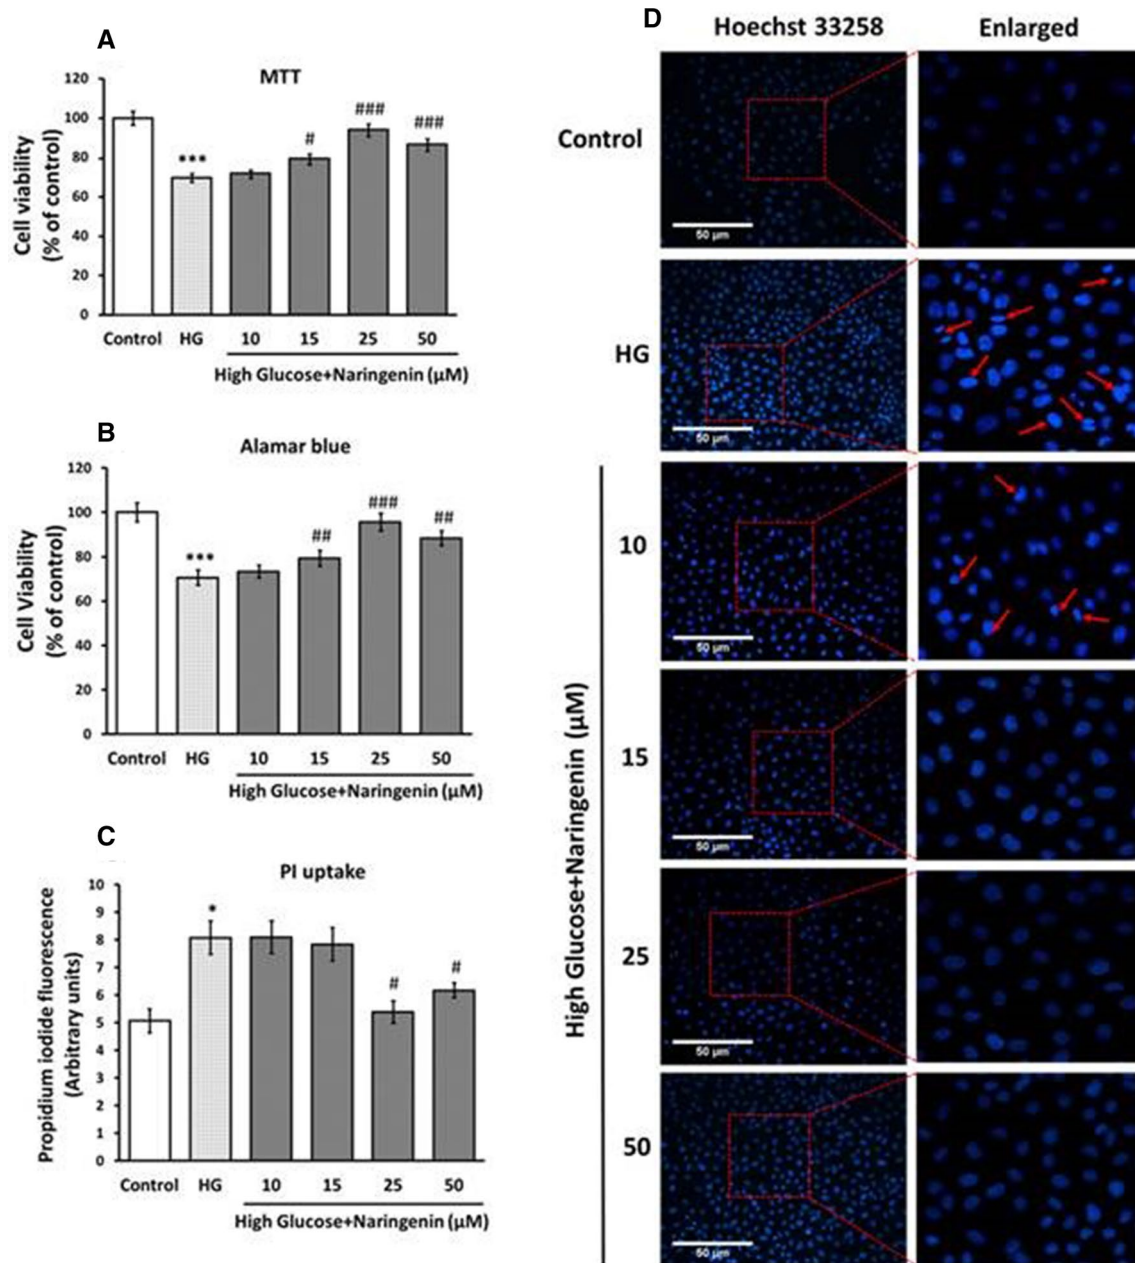 A
MTT
Cell viability
(% of control)
120
100
80
60
40
20
0
***
#
###
###
Control HG 10 15 25 50
High Glucose+Naringenin (µM)
B
Alamar blue
Cell Viability
(% of control)
120
100
80
60
40
20
0
***
##
###
##
Control HG 10 15 25 50
High Glucose+Naringenin (µM)
C
PI uptake
Propidium iodide fluorescence
(Arbitrary units)
10
9
8
7
6
5
4
3
2
1
0
*
#
#
Control HG 10 15 25 50
High Glucose+Naringenin (µM)
D
Hoechst 33258 Enlarged
Control
50 µm
HG
50 µm
High Glucose+Naringenin (µM)
10
50 µm
15
50 µm
25
50 µm
50
50 µm